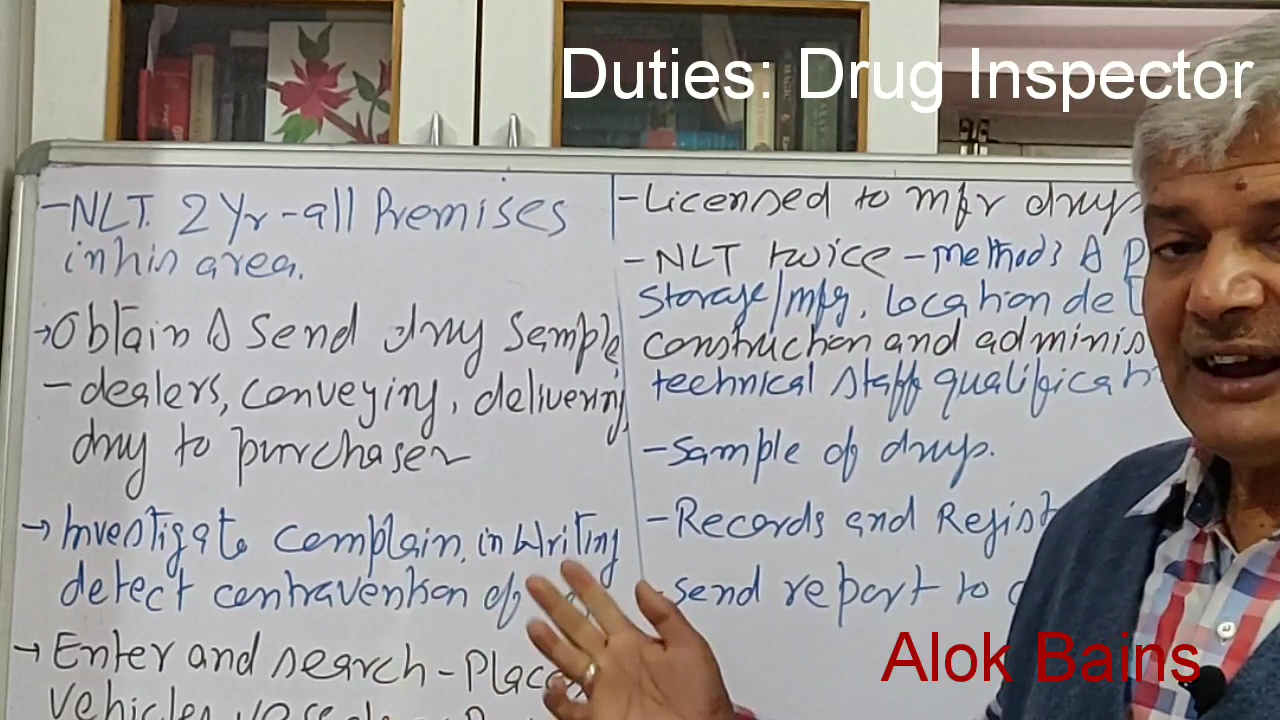 Duties: Drug Inspector
-NLT. 2 Yr-all Premises
in his area.
→Obtain & send drug sample
- dealers, conveying, delivering
drug to purchaser
→ Investigate complain. in writing
detect contravention of
→ Enter and search - Place
vehicles,
-Licensed to mfr drugs
- NLT twice - methods &
storage/mfg, location
construction and adminis
technical staff qualificati
-sample of drugs.
-Records and Regist
-send report to
Alok Bains